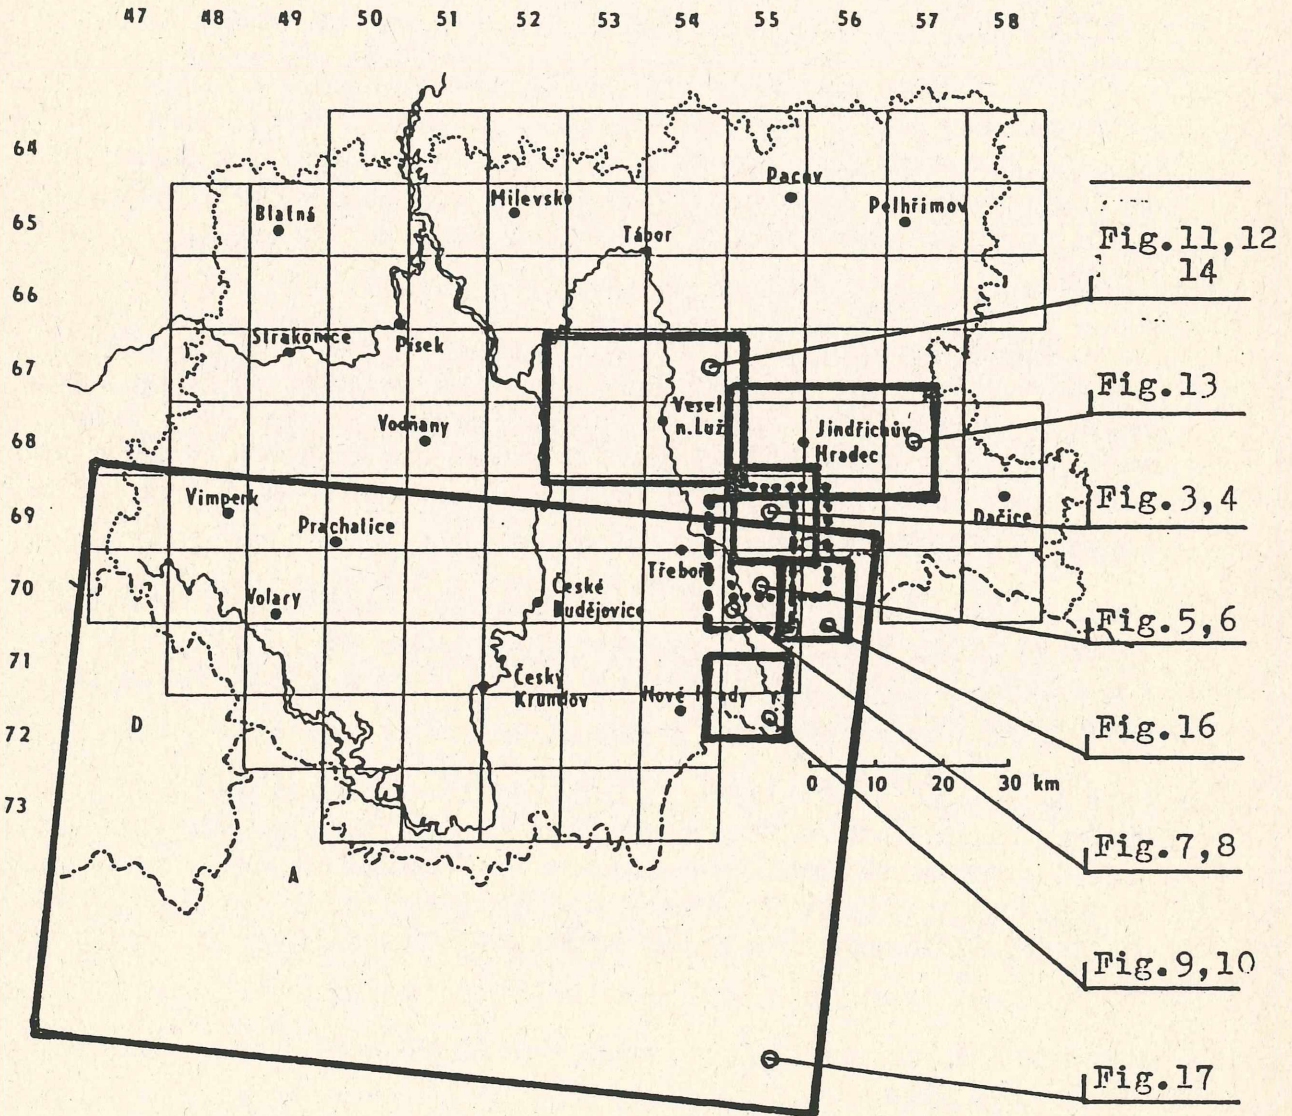 47 48 49 50 51 52 53 54 55 56 57 58
64
65
66
67
68
69
70
71
72
73
Pacov
Milevsko
Pelhřimov
Blatná
Tábor
Strakonice
Písek
Vesel
n.Luž
Vodňany
Jindřichův
Hradec
Vimperk
Prachatice
Dačice
Třeboň
Volary
České
Budějovice
Český
Krumlov
Nové Hrady
D
A
0 10 20 30 km
Fig.11,12
14
Fig.13
Fig.3,4
Fig.5,6
Fig.16
Fig.7,8
Fig.9,10
Fig.17